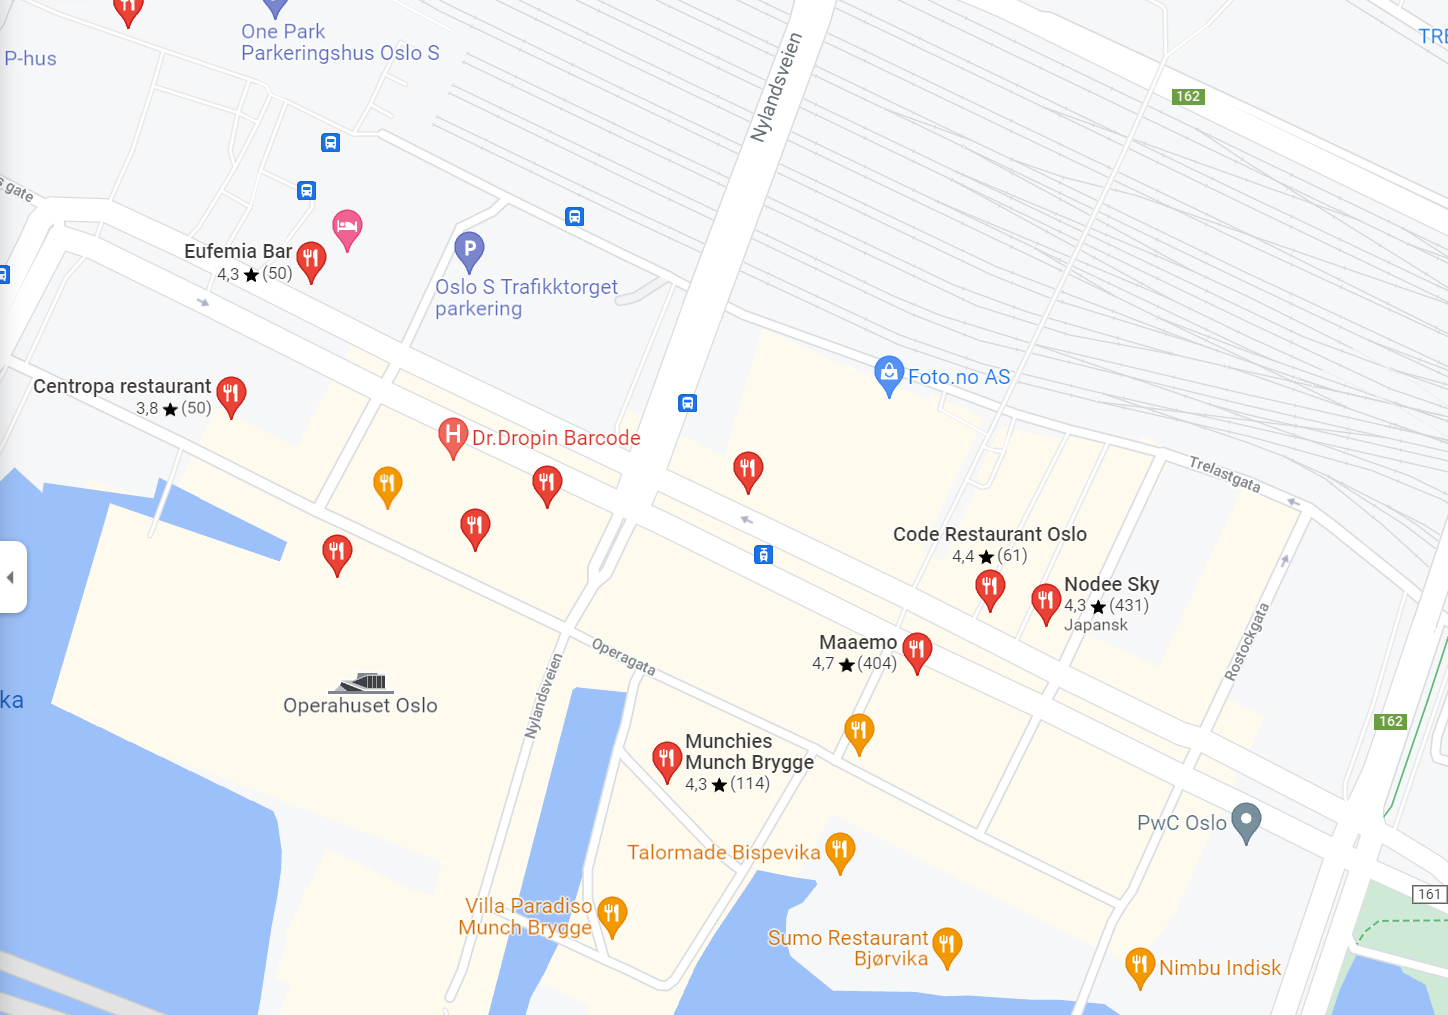 One Park
Parkeringshus Oslo S
P-hus
TRE
162
Nylandsveien
s gate
Eufemia Bar
4,3 ★ (50)
P
Oslo S Trafikktorget
parkering
Centropa restaurant
3,8 ★ (50)
Foto.no AS
H
Dr.Dropin Barcode
Trelastgata
Code Restaurant Oslo
4,4 ★ (61)
Nodee Sky
4,3 ★ (431)
Japansk
Maaemo
4,7 ★ (404)
Operagata
Rostockgata
Nylandsveien
Operahuset Oslo
ka
162
Munchies
Munch Brygge
4,3 ★ (114)
PwC Oslo
Talormade Bispevika
161
Villa Paradiso
Munch Brygge
Sumo Restaurant
Bjørvika
Nimbu Indisk